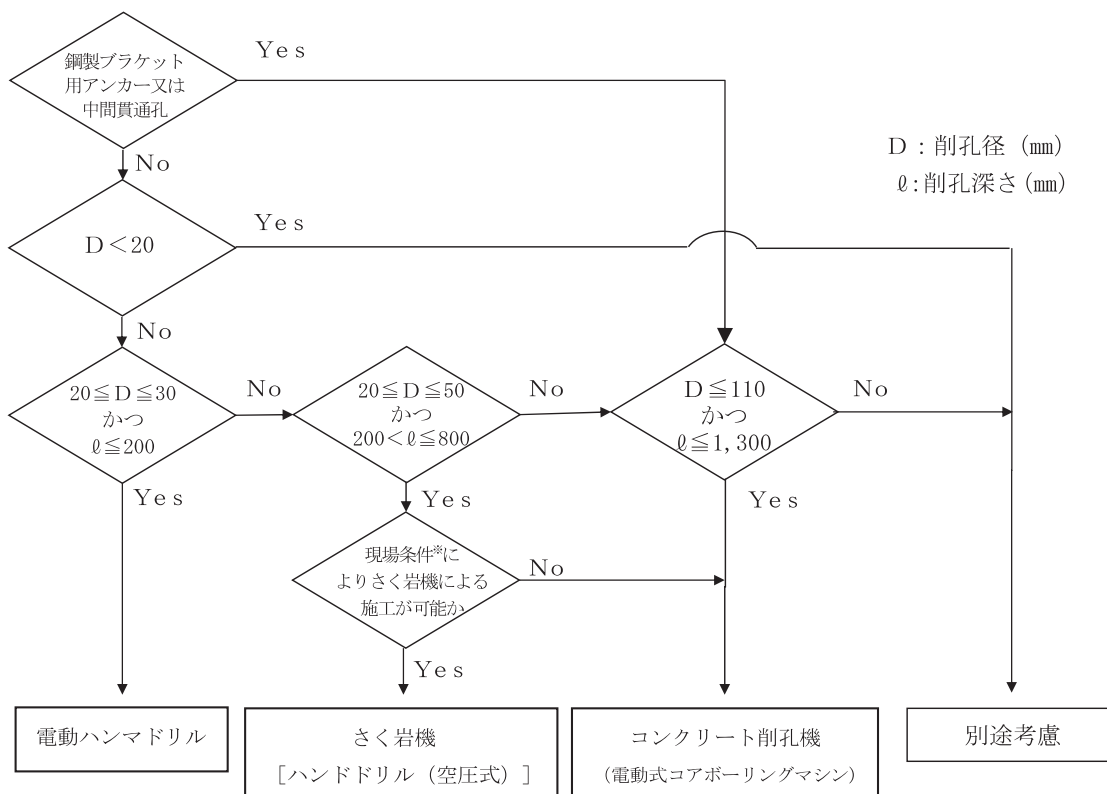 鋼製ブラケット
用アンカー又は
中間貫通孔
Yes
No
D:削孔径(mm)
ℓ:削孔深さ(mm)
D<20
Yes
No
20≦D≦30
かつ
ℓ≦200
No
Yes
20≦D≦50
かつ
200<ℓ≦800
No
Yes
D≦110
かつ
ℓ≦1,300
No
Yes
現場条件※に
よりさく岩機による
施工が可能か
No
Yes
電動ハンマドリル
さく岩機
[ハンドドリル(空圧式)]
コンクリート削孔機
(電動式コアボーリングマシン)
別途考慮